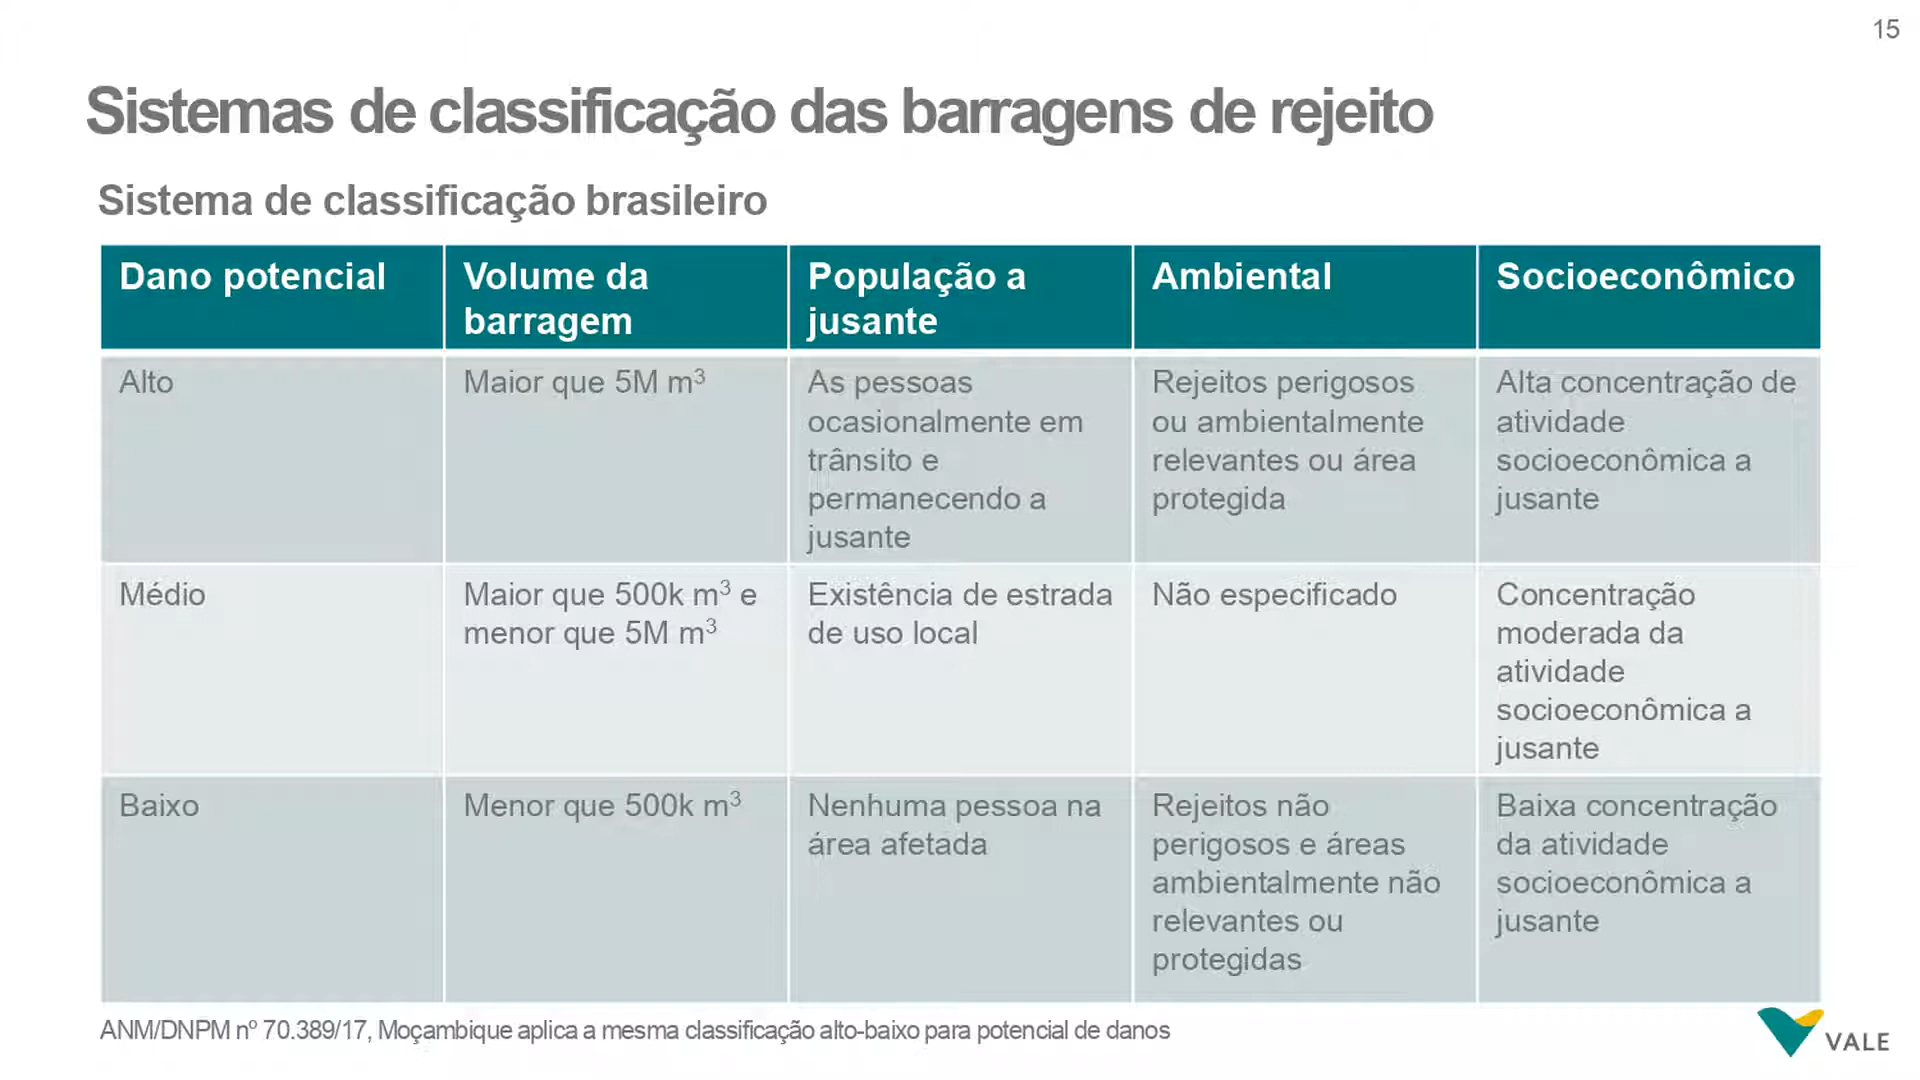 15
Sistemas de classificação das barragens de rejeito
Sistema de classificação brasileiro
Dano potencial
Volume da
barragem
População a
jusante
Ambiental
Socioeconômico
Alto
Maior que 5M m³
As pessoas
ocasionalmente em
trânsito e
permanecendo a
jusante
Rejeitos perigosos
ou ambientalmente
relevantes ou área
protegida
Alta concentração de
atividade
socioeconômica a
jusante
Médio
Maior que 500k m³ e
menor que 5M m³
Existência de estrada
de uso local
Não especificado
Concentração
moderada da
atividade
socioeconômica a
jusante
Baixo
Menor que 500k m³
Nenhuma pessoa na
área afetada
Rejeitos não
perigosos e áreas
ambientalmente não
relevantes ou
protegidas
Baixa concentração
da atividade
socioeconômica a
jusante
ANM/DNPM nº 70.389/17, Moçambique aplica a mesma classificação alto-baixo para potencial de danos
VALE